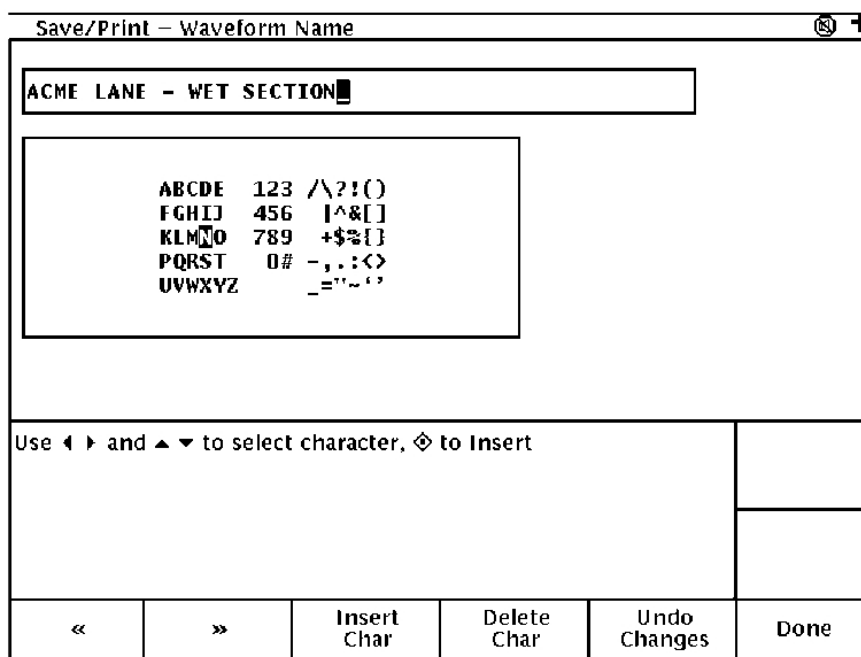 Save/Print – Waveform Name
ACME LANE – WET SECTION
ABCDE 123 /\?!()
FGHIJ 456 |^&[]
KLMNO 789 +$%{}
PQRST 0# -,.:<>
UVWXYZ _="~‘’
Use ◀ ▶ and ▲ ▼ to select character, ◈ to Insert
« » Insert Char Delete Char Undo Changes Done